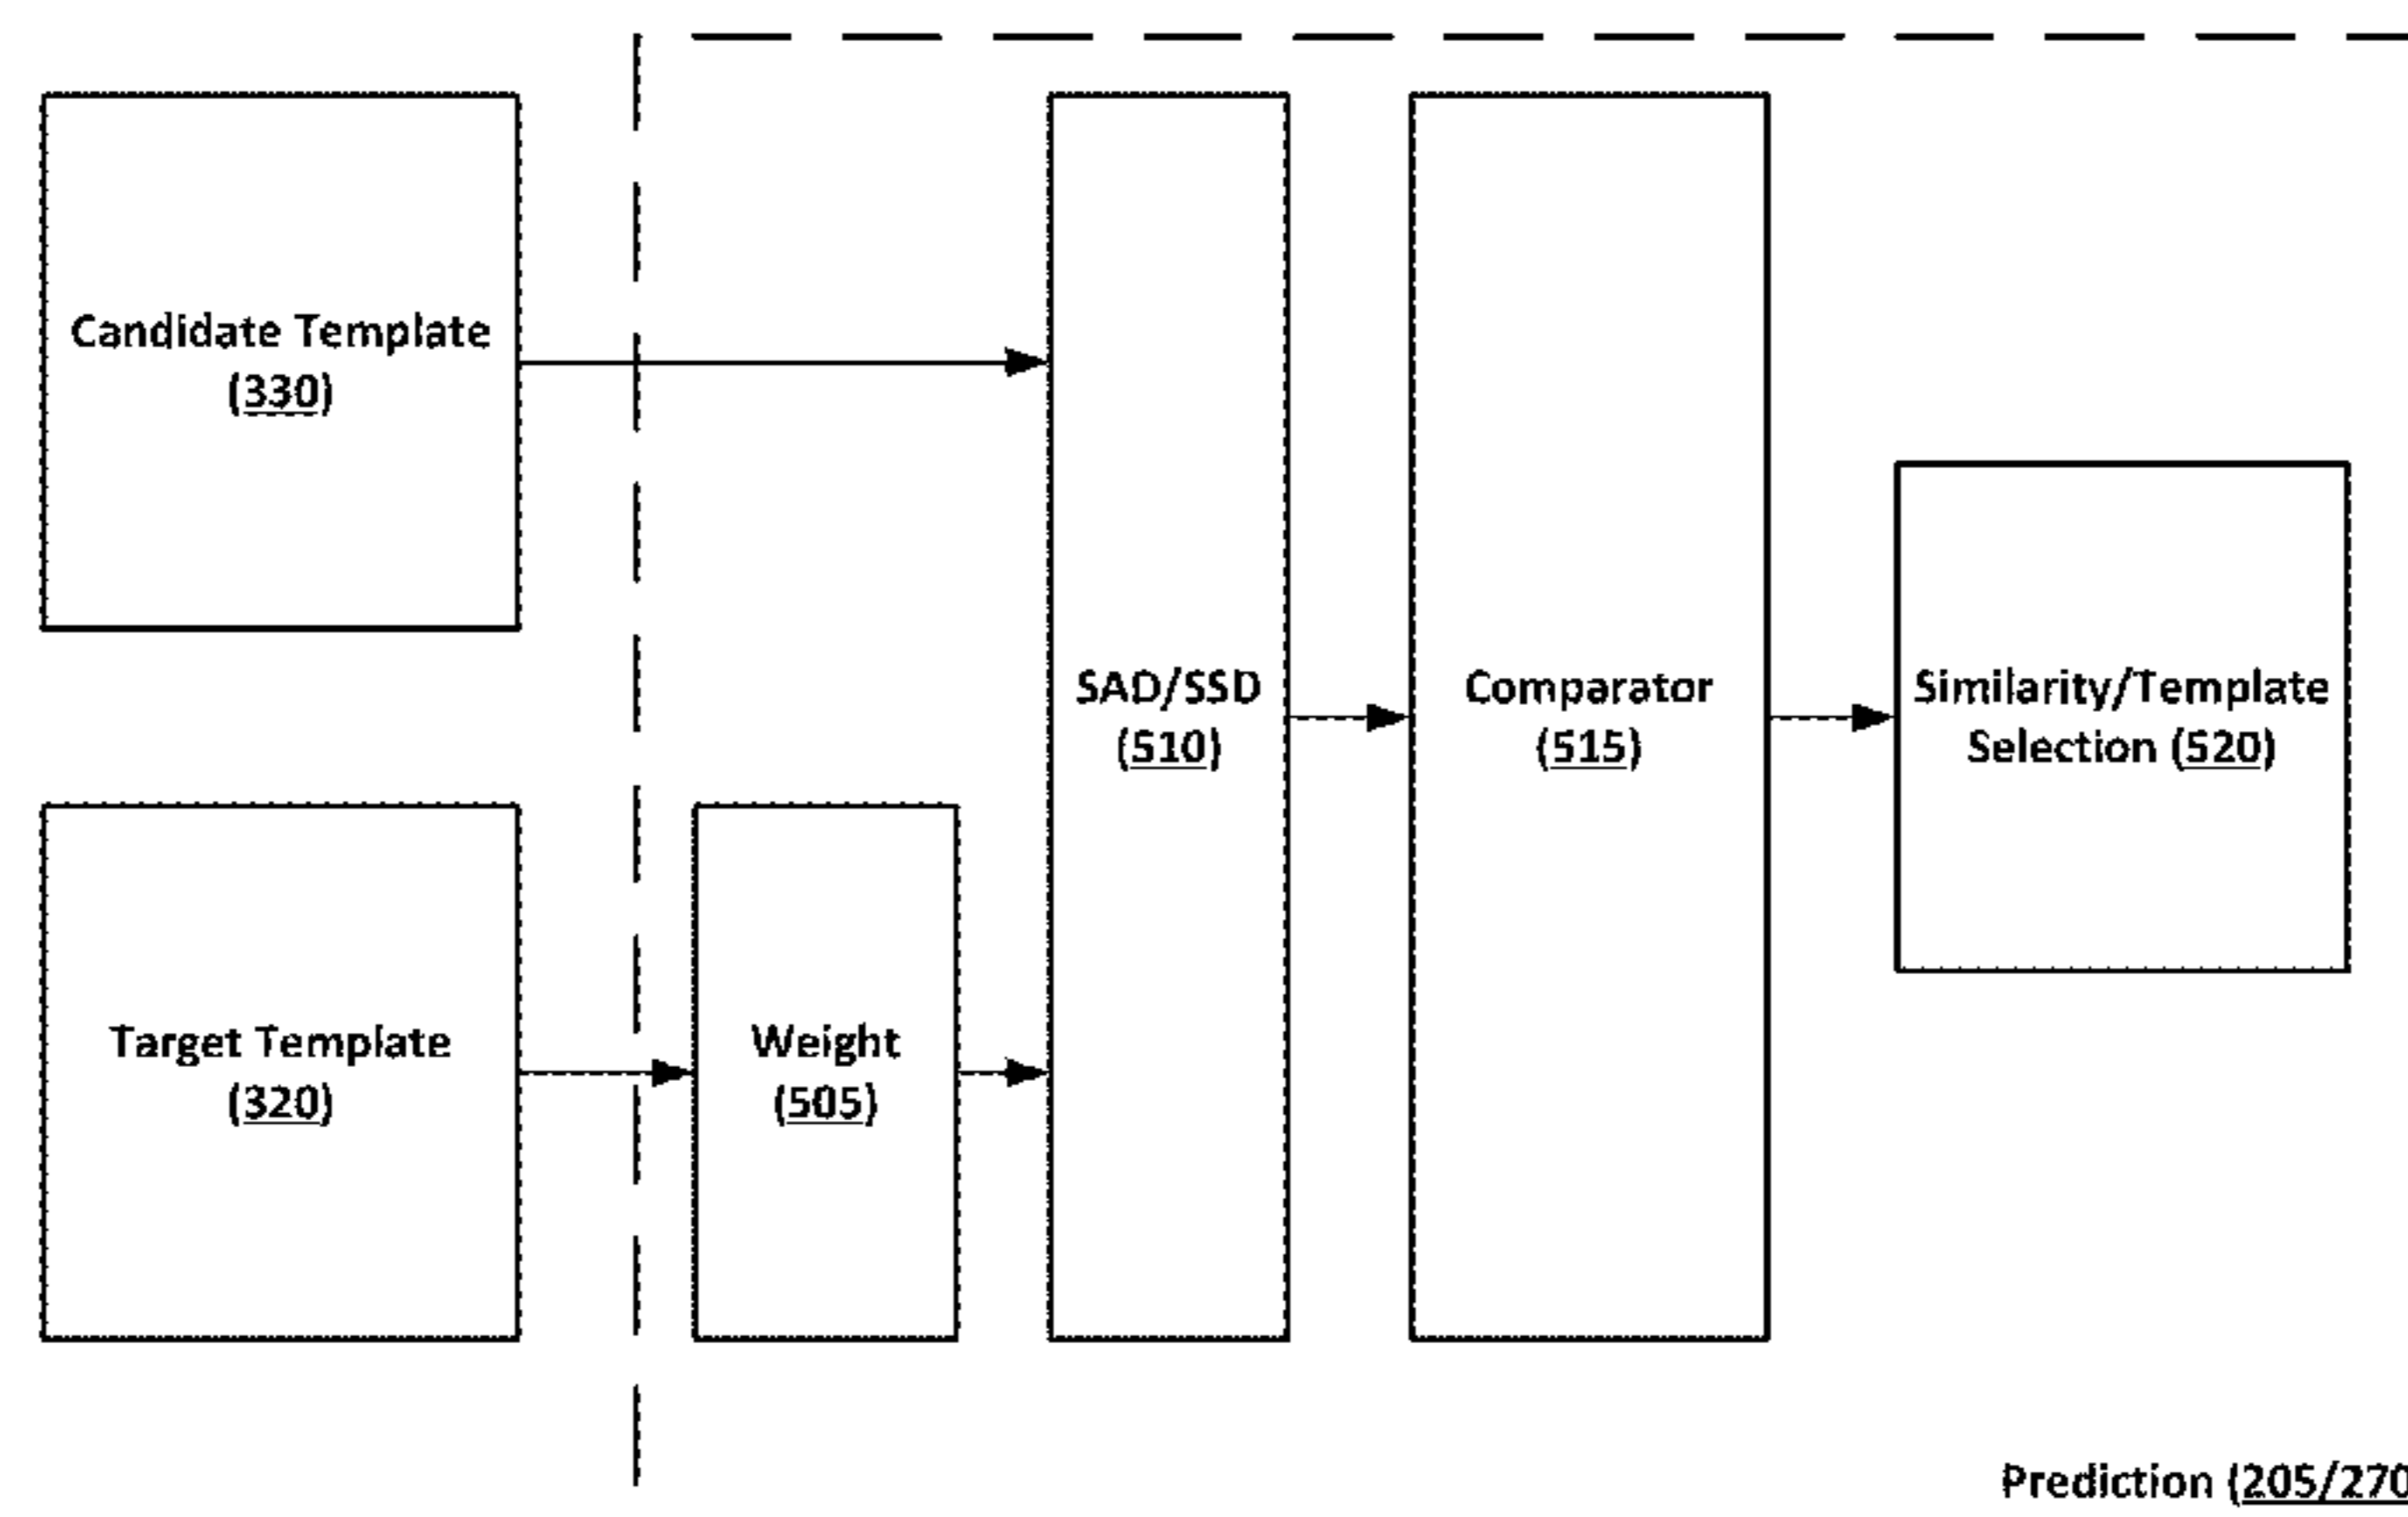 Candidate Template
(330)
SAD/SSD
(510)
Comparator
(515)
Similarity/Template
Selection (520)
Target Template
(320)
Weight
(505)
Prediction (205/270